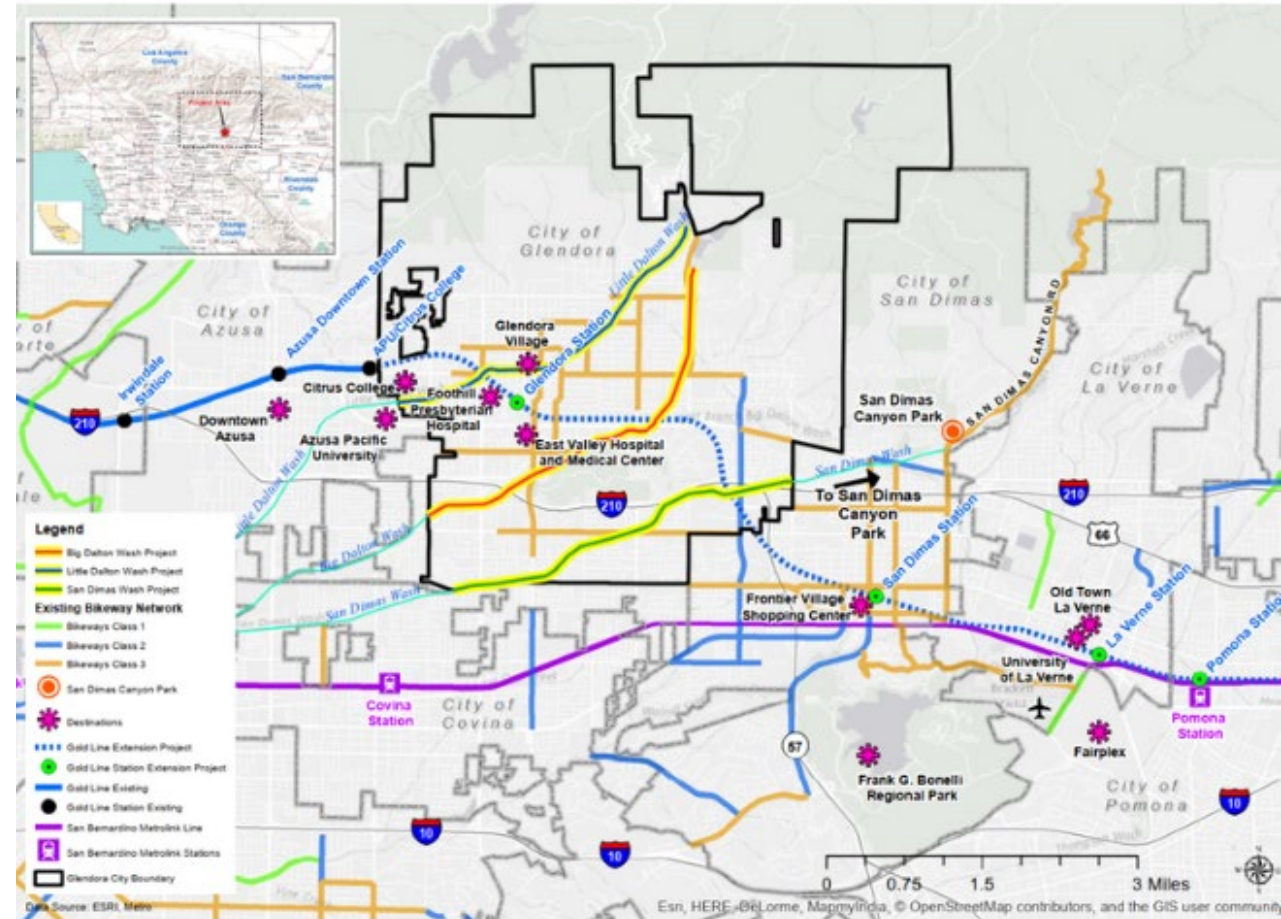 Los Angeles
County
San Bernardino
County
Project Area
Riverside
County
Orange
County
City of
Glendora
Little Dalton Wash
City of
Azusa
Azusa Downtown Station
APU/Citrus College
Irwindale
Station
210
Downtown
Azusa
Citrus College
Azusa Pacific
University
Foothill
Presbyterian
Hospital
Glendora
Village
Glendora Station
East Valley Hospital
and Medical Center
City of
San Dimas
SAN DIMAS CANYON RD
City of
La Verne
San Dimas
Canyon Park
San Dimas Wash
To San Dimas
Canyon
Park
210
210
66
Little Dalton Wash
Big Dalton Wash
San Dimas Wash
San Dimas Station
Frontier Village
Shopping Center
Old Town
La Verne
La Verne Station
University
of La Verne
Pomona Station
Pomona
Station
Fairplex
Covina
Station
City of
Covina
57
Frank G. Bonelli
Regional Park
City of
Pomona
10
10
10
Legend
Big Dalton Wash Project
Little Dalton Wash Project
San Dimas Wash Project
Existing Bikeway Network
Bikeways Class 1
Bikeways Class 2
Bikeways Class 3
San Dimas Canyon Park
Destinations
Gold Line Extension Project
Gold Line Station Extension Project
Gold Line Existing
Gold Line Station Existing
San Bernardino Metrolink Line
San Bernardino Metrolink Stations
Glendora City Boundary
Data Source: ESRI, Metro
0 0.75 1.5 3 Miles
Esri, HERE, DeLorme, MapmyIndia, © OpenStreetMap contributors, and the GIS user community